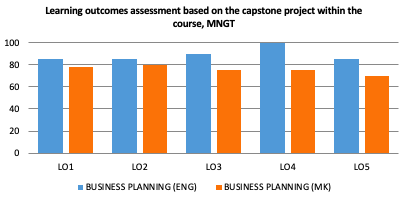 Learning outcomes assessment based on the capstone project within the
course, MNGT
100
80
60
40
20
0
LO1 LO2 LO3 LO4 LO5
BUSINESS PLANNING (ENG) BUSINESS PLANNING (MK)